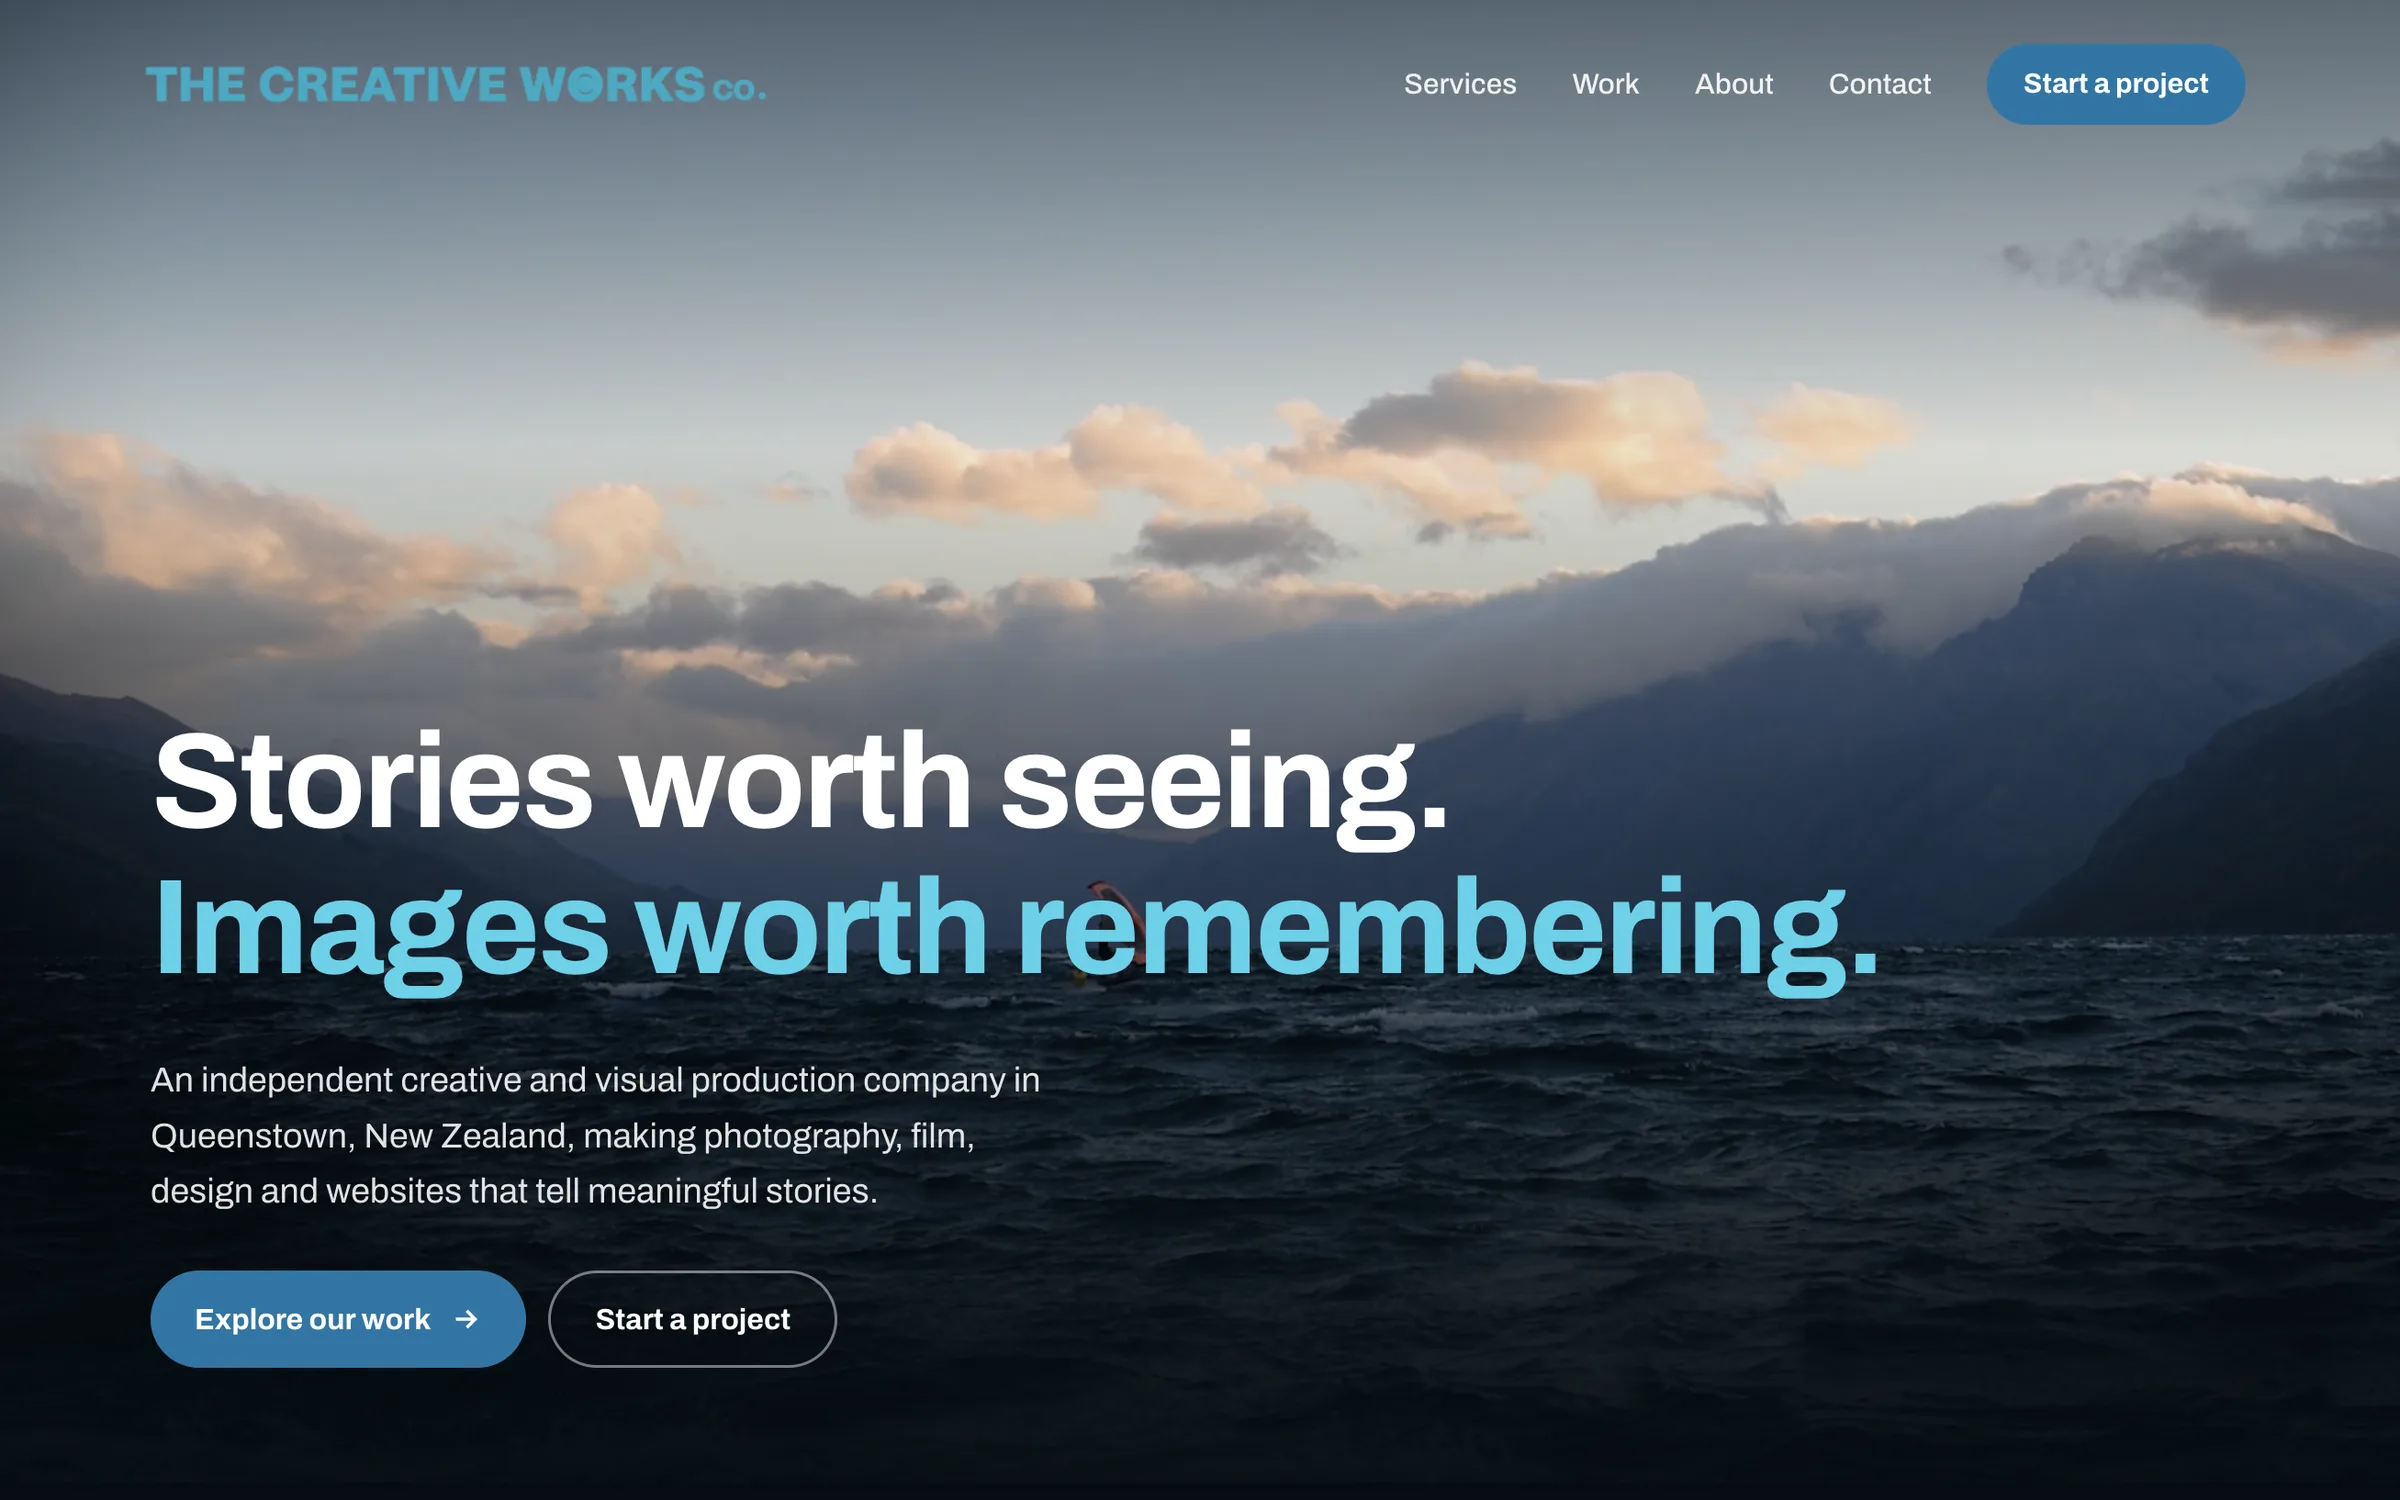 THE CREATIVE WORKS co.
Services
Work
About
Contact
Start a project
Stories worth seeing.
Images worth remembering.
An independent creative and visual production company in
Queenstown, New Zealand, making photography, film,
design and websites that tell meaningful stories.
Explore our work →
Start a project